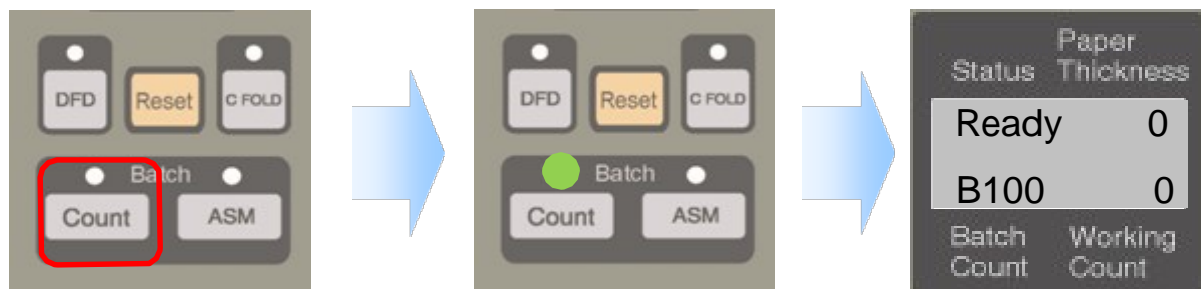 DFD Reset C FOLD
Batch
Count ASM
DFD Reset C FOLD
Batch
Count ASM
Paper
Status Thickness
Ready 0
B100 0
Batch Working
Count Count